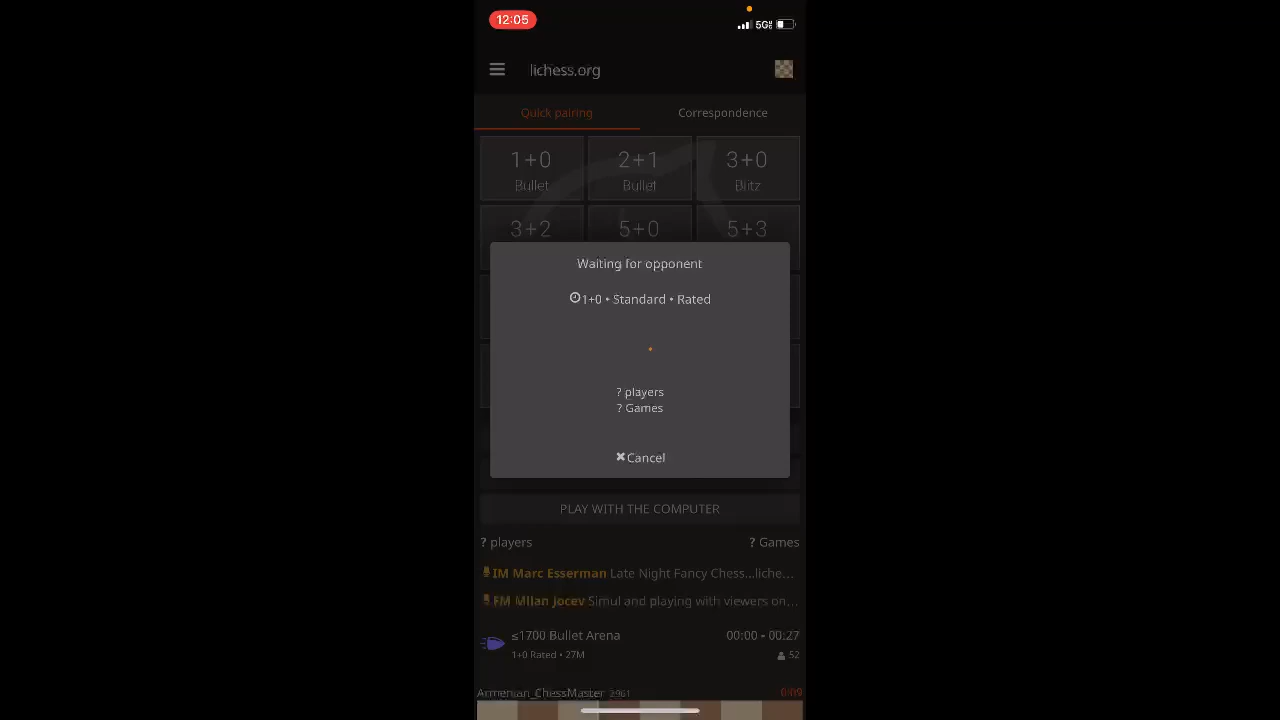 12:05
5G
lichess.org
Quick pairing
Correspondence
1+0
Bullet
2+1
Bullet
3+0
Blitz
3+2
5+0
5+3
Waiting for opponent
1+0 • Standard • Rated
? players
? Games
✖Cancel
PLAY WITH THE COMPUTER
? players
? Games
IM Marc Esserman Late Night Fancy Chess...liche...
FM Milan Jocev Simul and playing with viewers on...
≤1700 Bullet Arena
00:00 - 00:27
1+0 Rated • 27M
52
Armenian_ChessMaster 2961
0:09